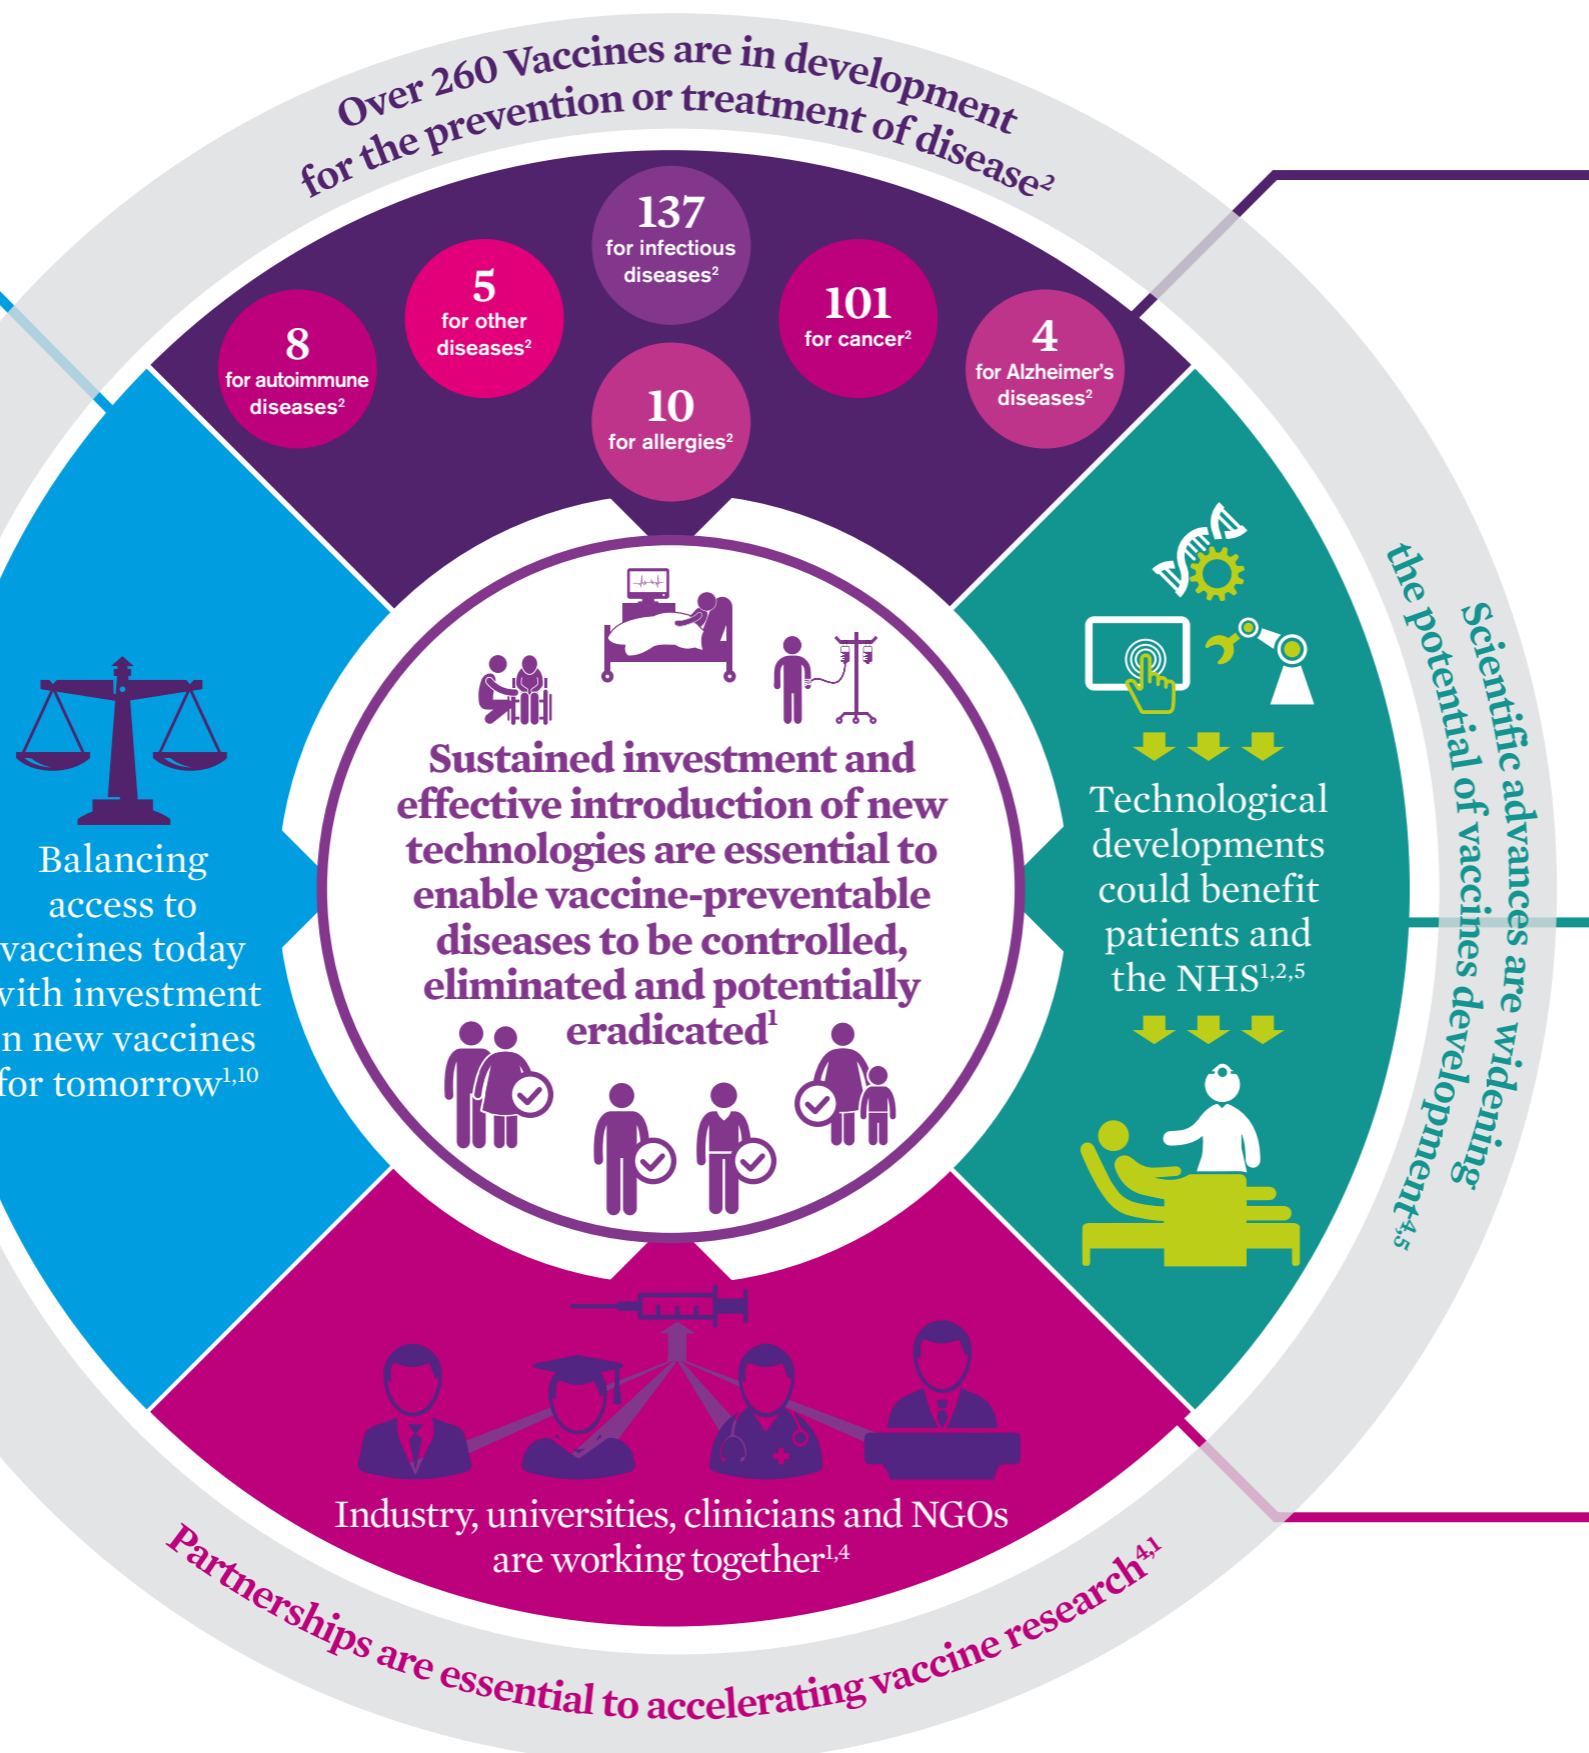 Over 260 Vaccines are in development
for the prevention or treatment of disease²
137
for infectious
diseases²
5
for other
diseases²
101
for cancer²
8
for autoimmune
diseases²
4
for Alzheimer's
diseases²
10
for allergies²
Sustained investment and
effective introduction of new
technologies are essential to
enable vaccine-preventable
diseases to be controlled,
eliminated and potentially
eradicated¹
Balancing
access to
vaccines today
with investment
in new vaccines
for tomorrow¹,¹⁰
Technological
developments
could benefit
patients and
the NHS¹,²,⁵
Scientific advances are widening
the potential of vaccines development⁴,⁵
Industry, universities, clinicians and NGOs
are working together¹,⁴
Partnerships are essential to accelerating vaccine research⁴,¹